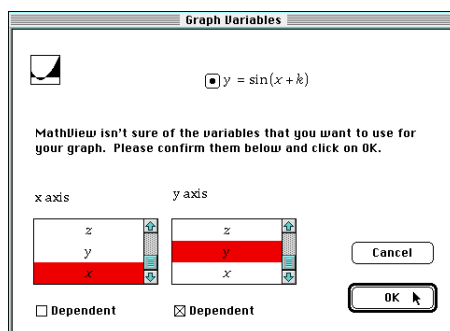 Graph Variables
y = sin(x + k)
MathView isn't sure of the variables that you want to use for
your graph. Please confirm them below and click on OK.
x axis
y axis
z
y
x
z
y
x
Cancel
OK
Dependent
Dependent